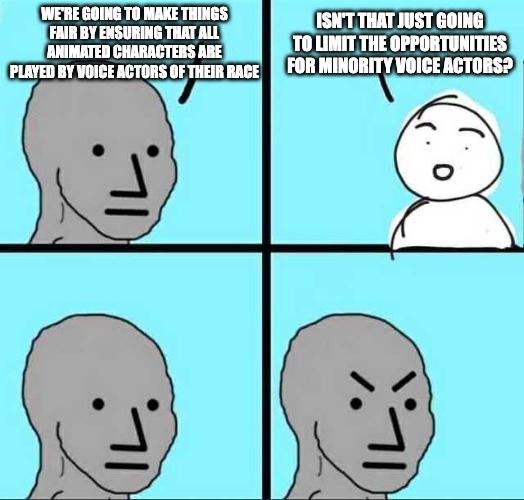 WE'RE GOING TO MAKE THINGS
FAIR BY ENSURING THAT ALL
ANIMATED CHARACTERS ARE
PLAYED BY VOICE ACTORS OF THEIR RACE
ISN'T THAT JUST GOING
TO LIMIT THE OPPORTUNITIES
FOR MINORITY VOICE ACTORS?